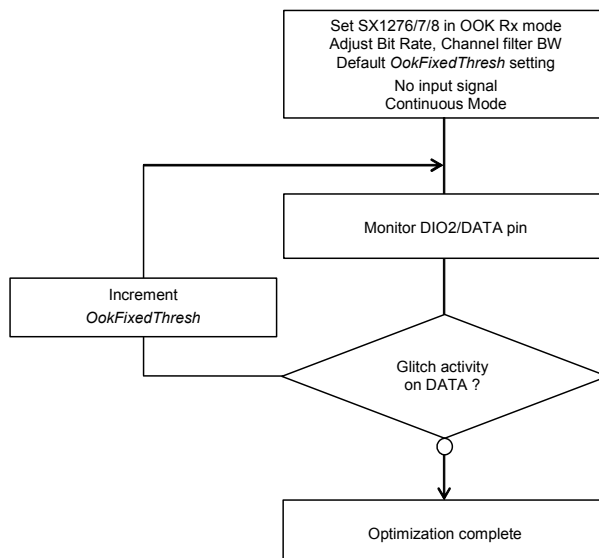 Set SX1276/7/8 in OOK Rx mode
Adjust Bit Rate, Channel filter BW
Default OokFixedThresh setting
No input signal
Continuous Mode
Monitor DIO2/DATA pin
Increment
OokFixedThresh
Glitch activity
on DATA ?
Optimization complete